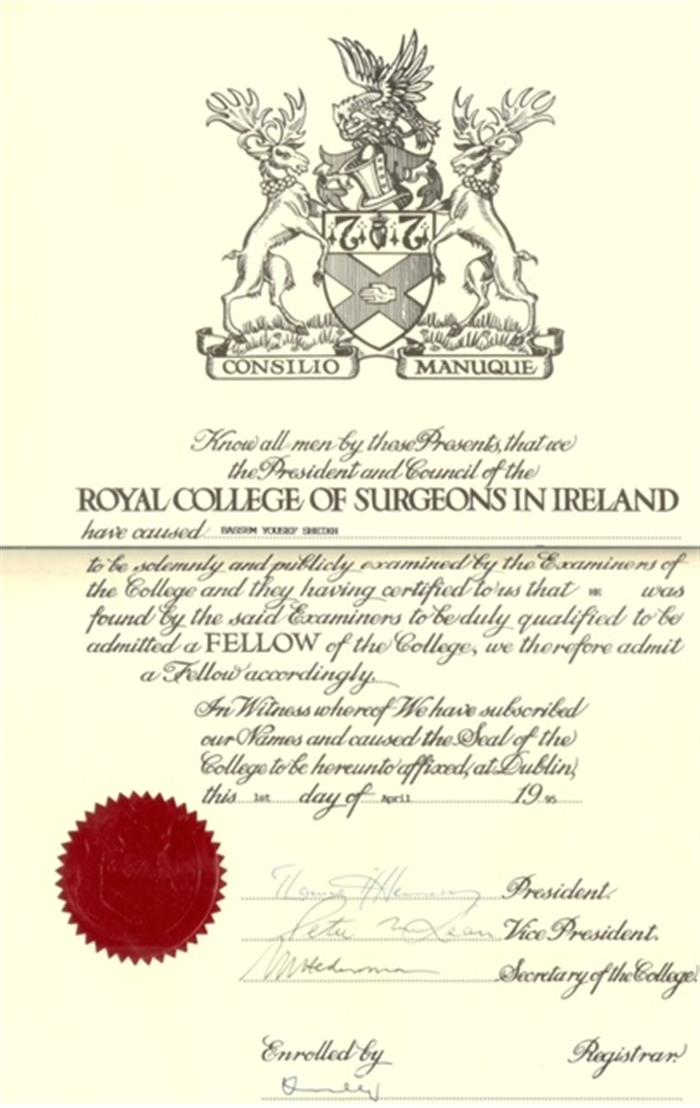 CONSILIO MANUQUE
Know all men by these Presents, that we
the President and Council of the
ROYAL COLLEGE OF SURGEONS IN IRELAND
have caused BASSEM YOUSEF SHEIKH
to be solemnly and publicly examined by the Examiners of
the College and they having certified to us that HE was
found by the said Examiners to be duly qualified to be
admitted a FELLOW of the College, we therefore admit
a Fellow accordingly.
In Witness whereof We have subscribed
our Names and caused the Seal of the
College to be hereunto affixed, at Dublin,
this 1st day of April 19 95
President.
Peter McLean Vice President.
Secretary of the College.
Enrolled by Registrar.